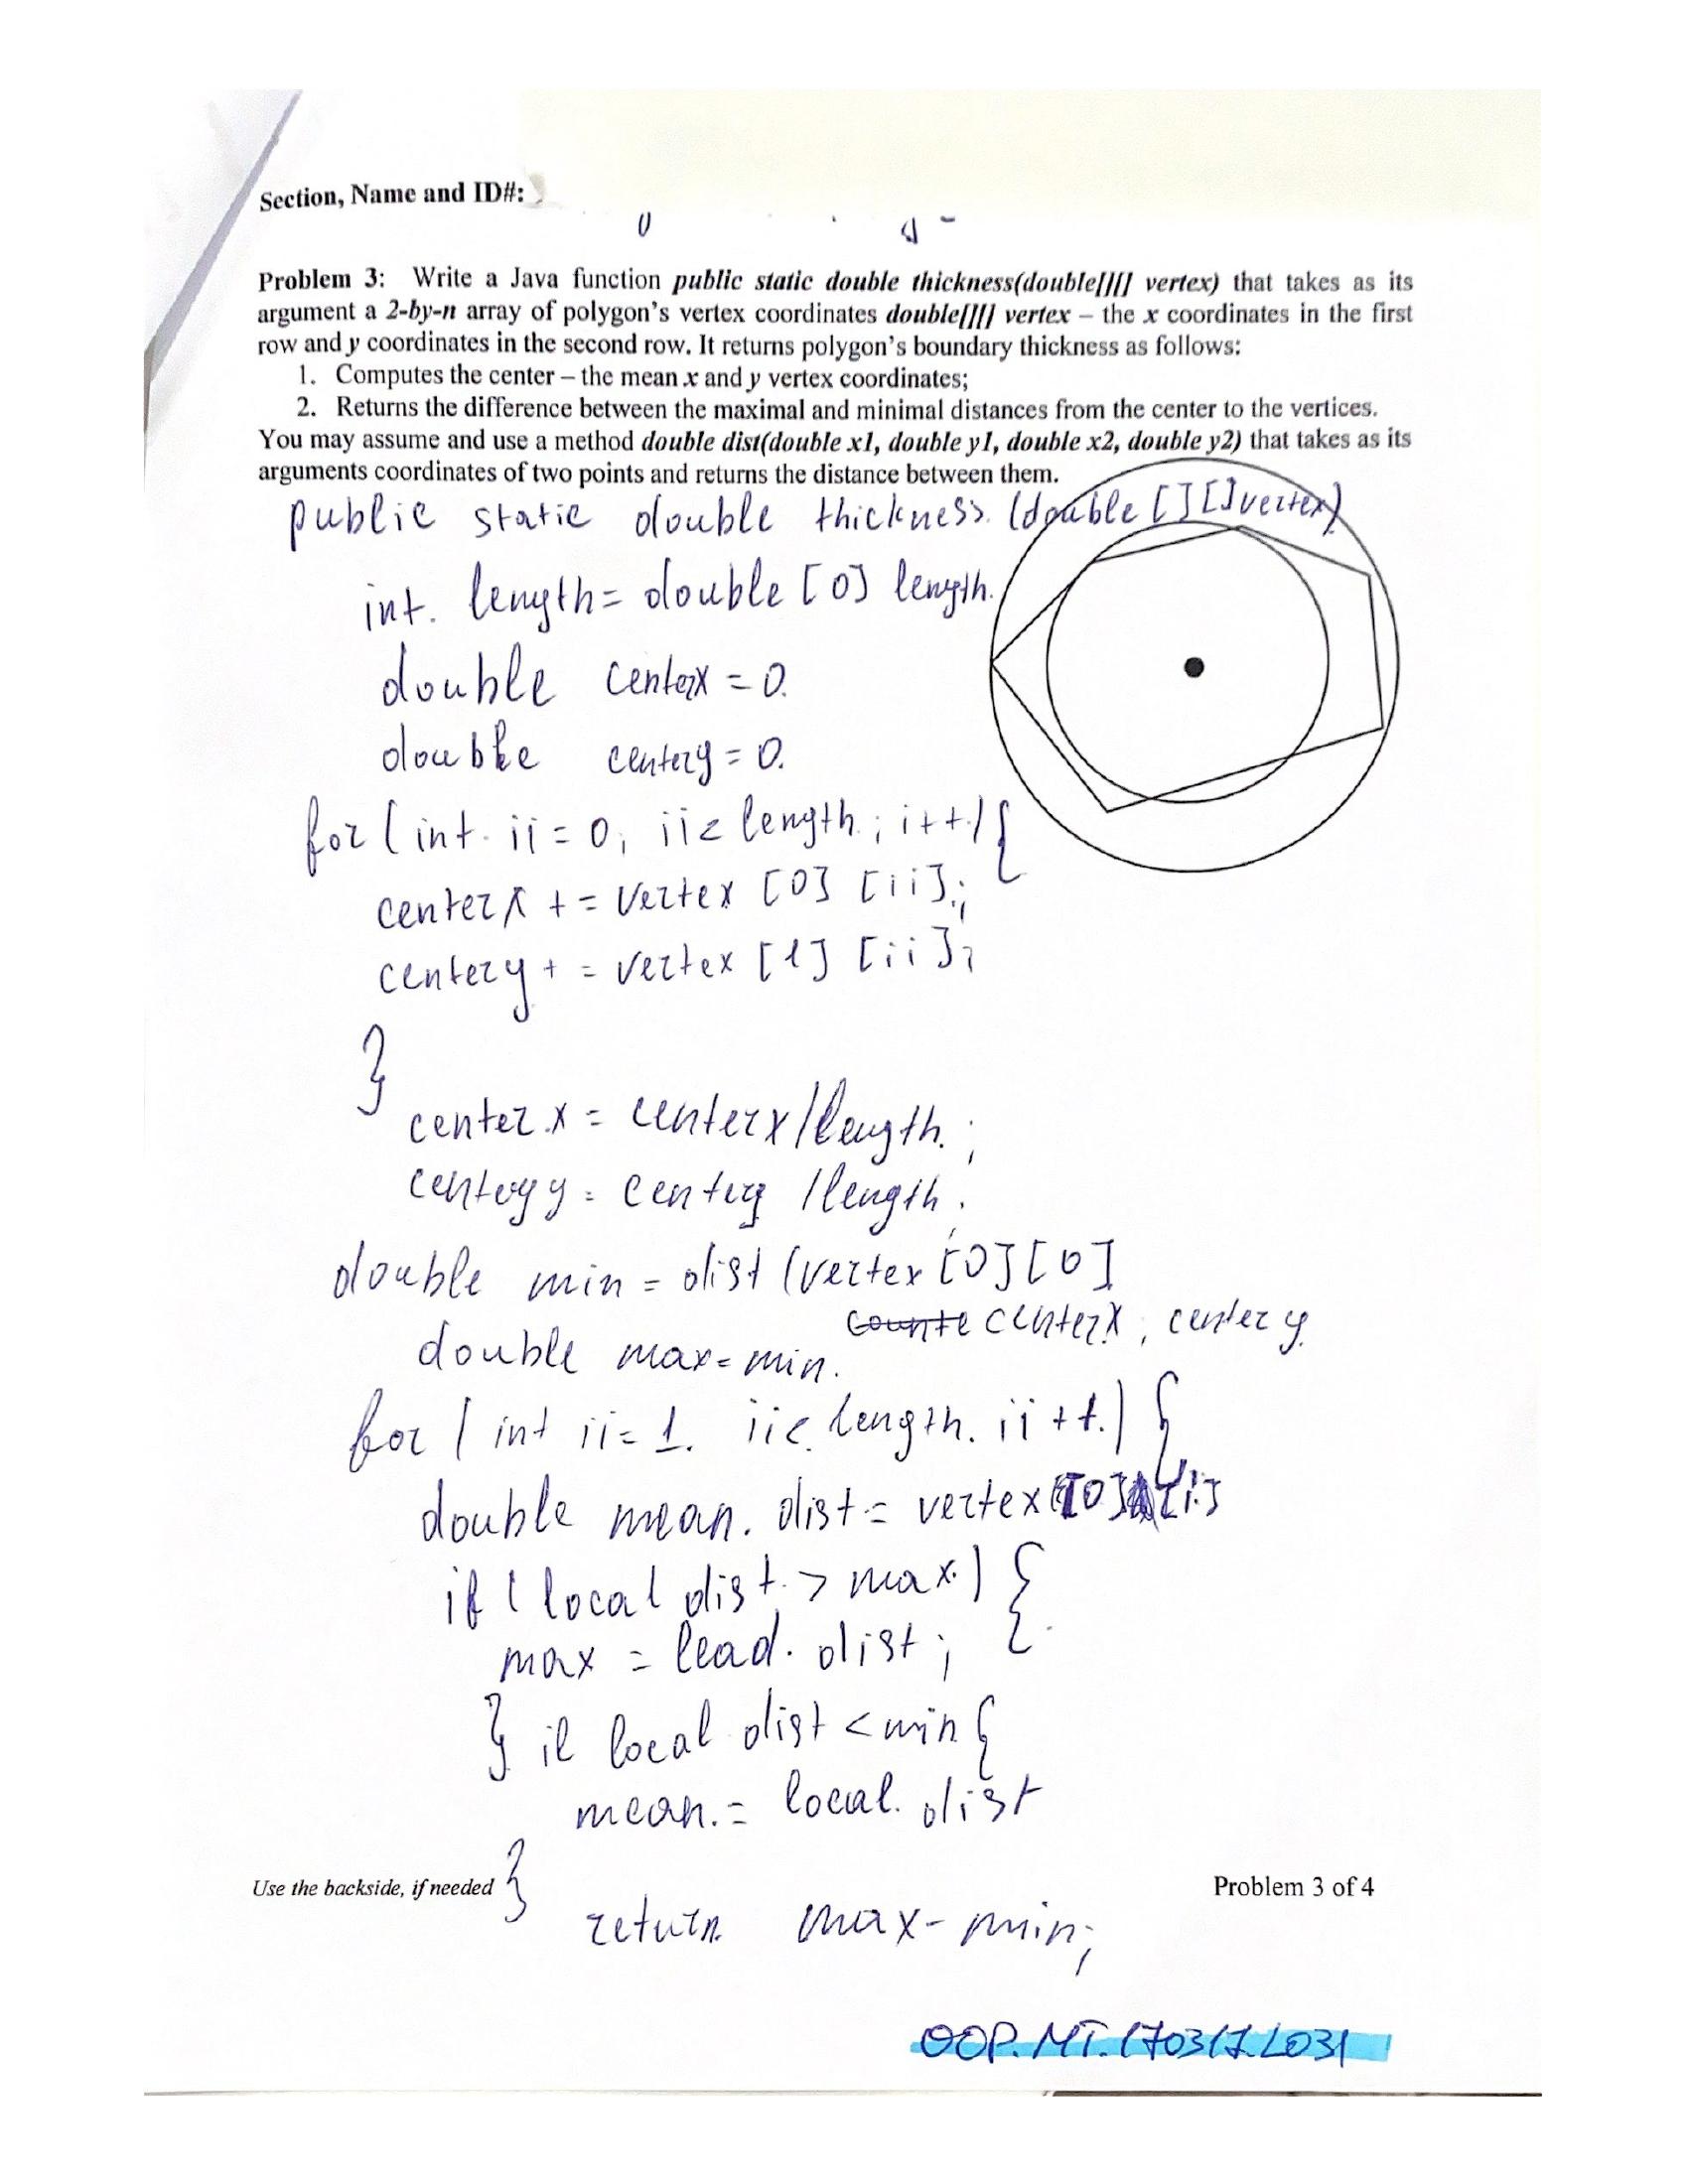 Section, Name and ID#:
Problem 3: Write a Java function public static double thickness(double[][] vertex) that takes as its
argument a 2-by-n array of polygon's vertex coordinates double[][] vertex – the x coordinates in the first
row and y coordinates in the second row. It returns polygon's boundary thickness as follows:
1. Computes the center – the mean x and y vertex coordinates;
2. Returns the difference between the maximal and minimal distances from the center to the vertices.
You may assume and use a method double dist(double x1, double y1, double x2, double y2) that takes as its
arguments coordinates of two points and returns the distance between them.
public static double thickness. (double [] [] vertex)
int. length = double [0] length.
double centerx = 0.
double centery = 0.
for ( int. ii = 0; ii < length. ; i++.) {
centerx += vertex [0] [ii];
centery += vertex [1] [ii];
}
center.x = centerx/length. ;
centery y = centery /length.
double min = dist (vertex [0] [0]
centerx, center y.
double max = min.
for ( int ii = 1. ii <. length. ii ++.) {
double mean. dist = vertex [0] [i]
if ( local dist. > max.) {
max = lead. dist ;
} il local dist < min {
mean. = local. dist
}
Use the backside, if needed
Problem 3 of 4
return. max - min;
OOP.MT.170317.L031